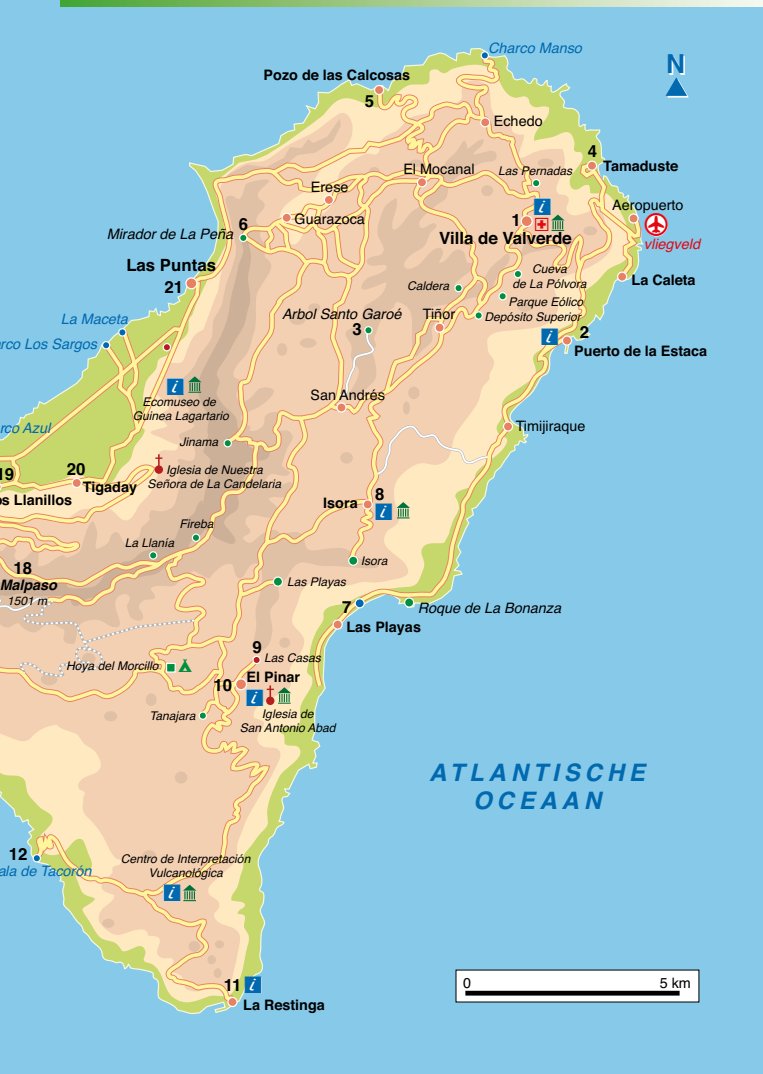 Charco Manso
N
Pozo de las Calcosas
5
Echedo
4
Tamaduste
El Mocanal
Las Pernadas
Erese
i
Aeropuerto
Guarazoca
1
6
Mirador de La Peña
Villa de Valverde
vliegveld
Las Puntas
21
Cueva
de La Pólvora
La Caleta
Caldera
Parque Eólico
Arbol Santo Garoé
3
Tiñor
Depósito Superior
La Maceta
i
2
Puerto de la Estaca
rco Los Sargos
i
Ecomuseo de
Guinea Lagartario
San Andrés
rco Azul
Timijiraque
Jinama
19
20
Iglesia de Nuestra
Señora de La Candelaria
Tigaday
os Llanillos
8
Isora
i
Fireba
La Llanía
Isora
18
Malpaso
1501 m
Las Playas
7
Roque de La Bonanza
Las Playas
9
Las Casas
Hoya del Morcillo
El Pinar
10
i
Iglesia de
San Antonio Abad
Tanajara
ATLANTISCHE
OCEAAN
12
ala de Tacorón
Centro de Interpretación
Vulcanológica
i
11
i
La Restinga
0 5 km